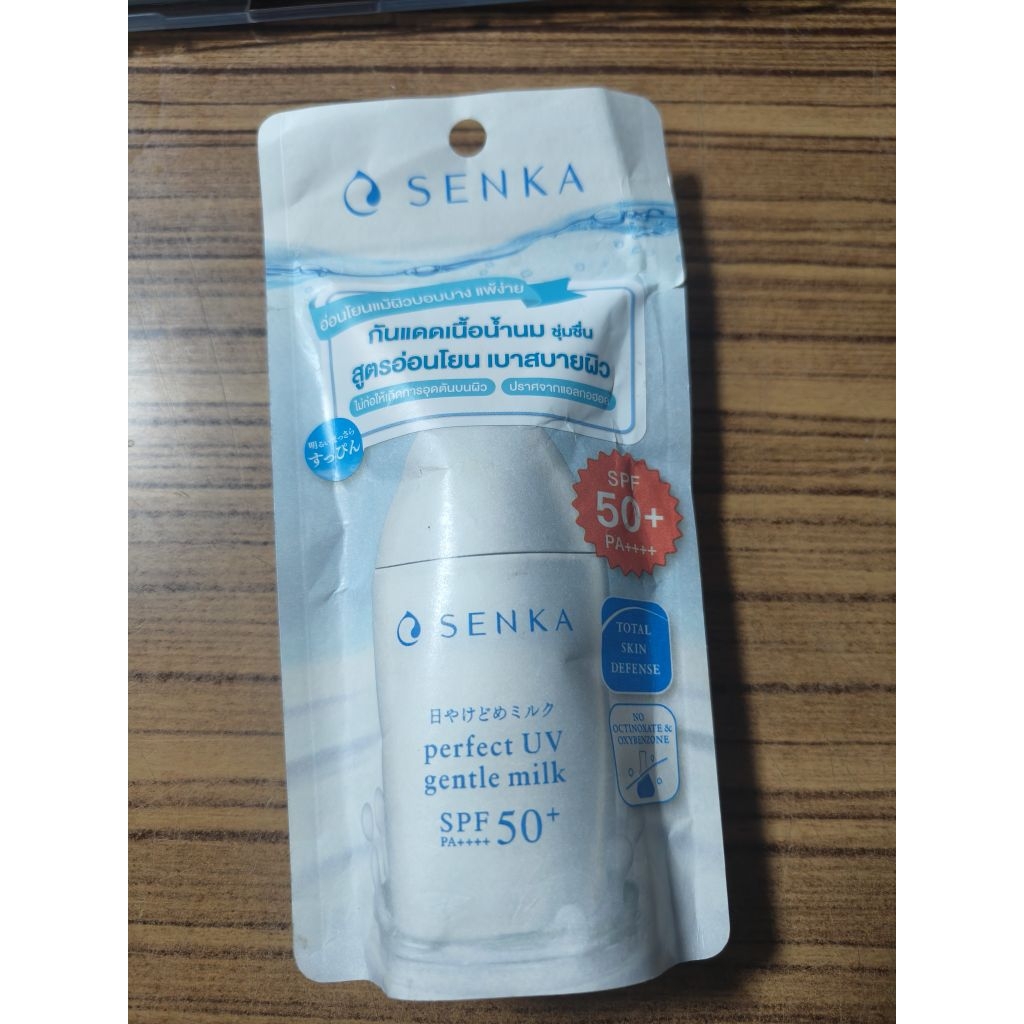 SENKA
อ่อนโยนแม้ผิวบอบบาง แพ้ง่าย
กันแดดเนื้อน้ำนม ชุ่มชื่น
สูตรอ่อนโยน เบาสบายผิว
ไม่ก่อให้เกิดการอุดตันบนผิว ปราศจากแอลกอฮอล์
すっぴん
SPF
50+
PA++++
SENKA
TOTAL
SKIN
DEFENSE
日やけどめミルク
perfect UV
gentle milk
SPF 50+
PA++++
NO
OCTINOXATE &
OXYBENZONE